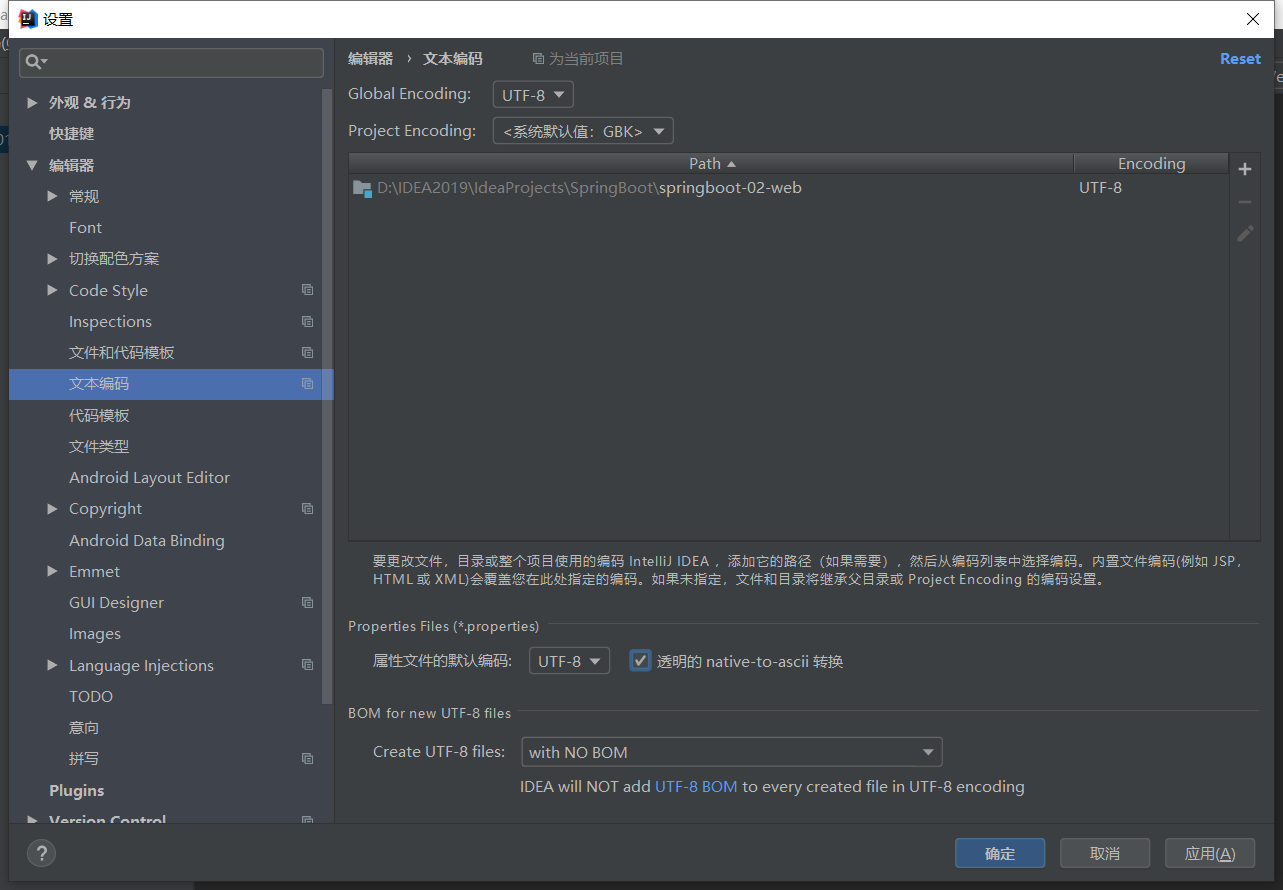 设置
外观 & 行为
快捷键
编辑器
常规
Font
切换配色方案
Code Style
Inspections
文件和代码模板
文本编码
代码模板
文件类型
Android Layout Editor
Copyright
Android Data Binding
Emmet
GUI Designer
Images
Language Injections
TODO
意向
拼写
Plugins
Version Control
编辑器 › 文本编码 为当前项目 Reset
Global Encoding: UTF-8
Project Encoding: <系统默认值：GBK>
Path Encoding
D:\IDEA2019\IdeaProjects\SpringBoot\springboot-02-web UTF-8
要更改文件，目录或整个项目使用的编码 IntelliJ IDEA ，添加它的路径（如果需要），然后从编码列表中选择编码。内置文件编码(例如 JSP，
HTML 或 XML)会覆盖您在此处指定的编码。如果未指定，文件和目录将继承父目录或 Project Encoding 的编码设置。
Properties Files (*.properties)
属性文件的默认编码: UTF-8 透明的 native-to-ascii 转换
BOM for new UTF-8 files
Create UTF-8 files: with NO BOM
IDEA will NOT add UTF-8 BOM to every created file in UTF-8 encoding
? 确定 取消 应用(A)